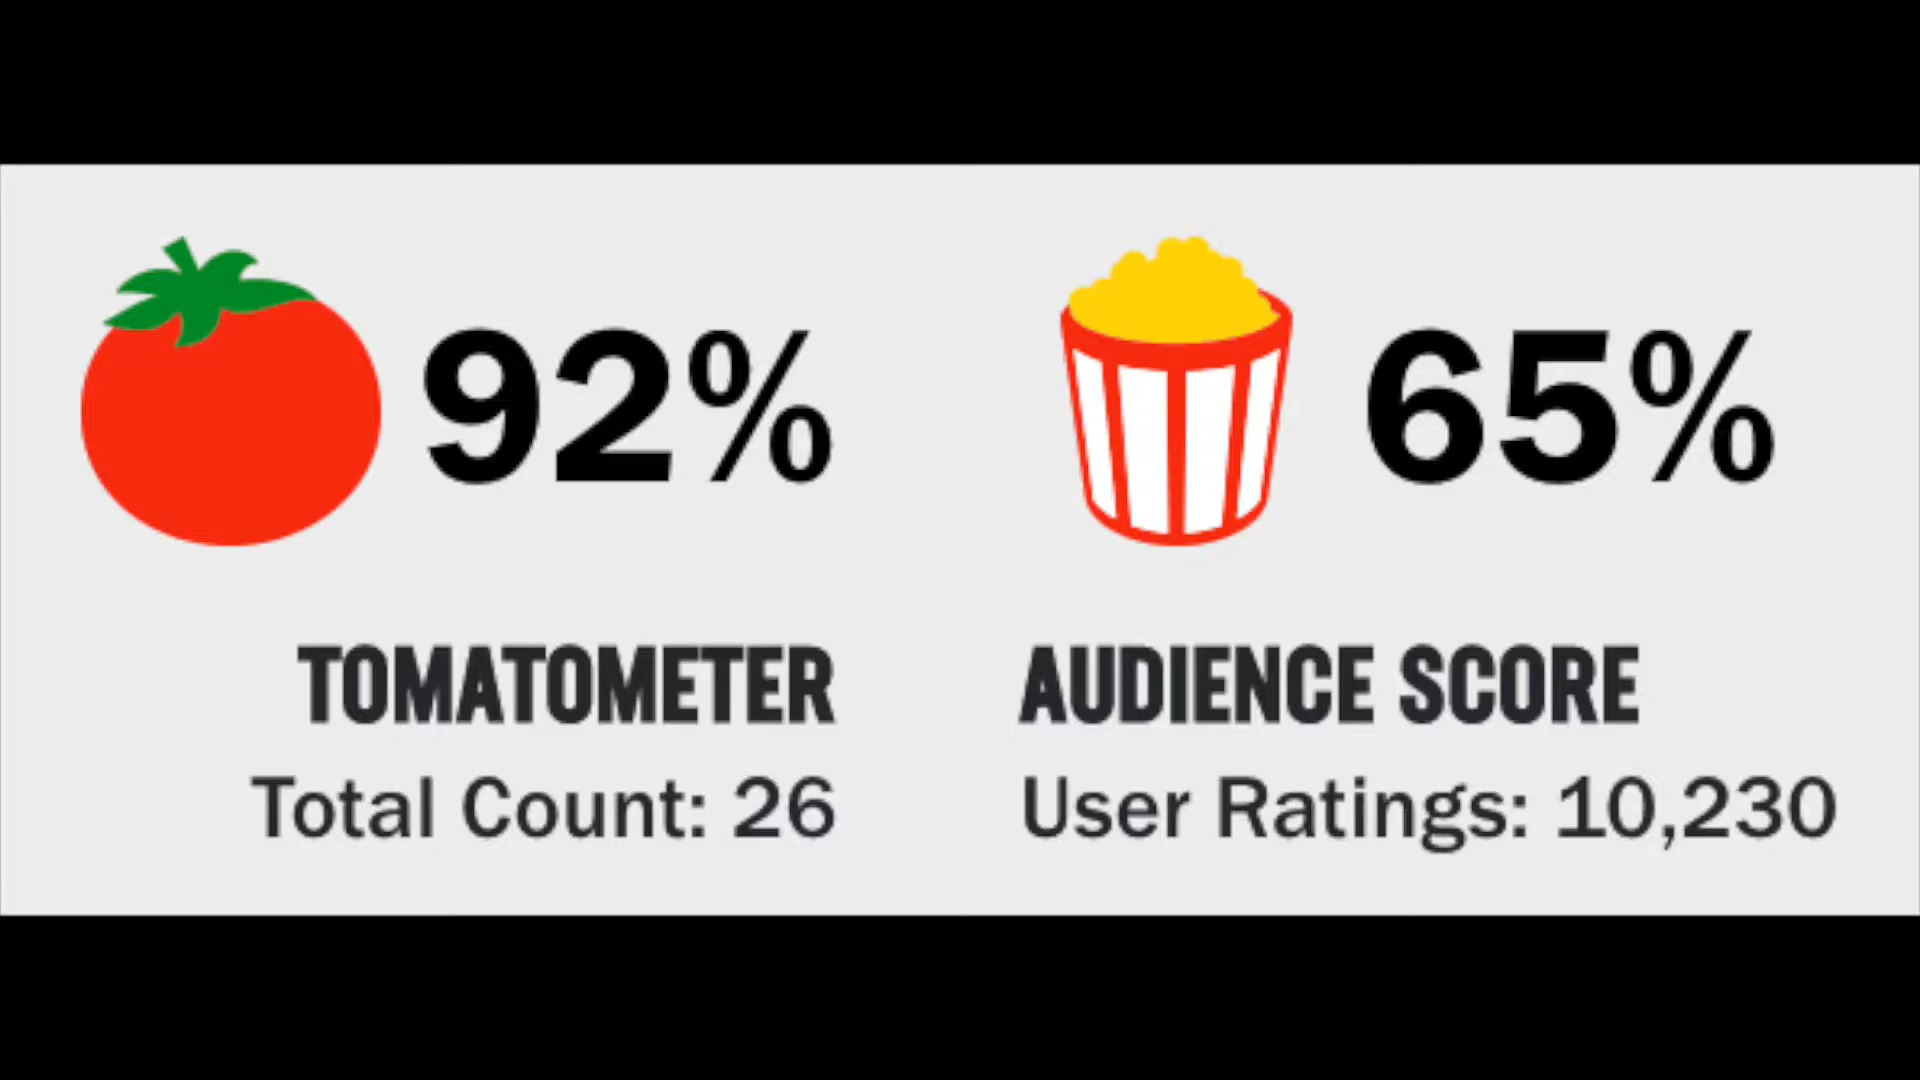 92%
65%
TOMATOMETER
AUDIENCE SCORE
Total Count: 26
User Ratings: 10,230